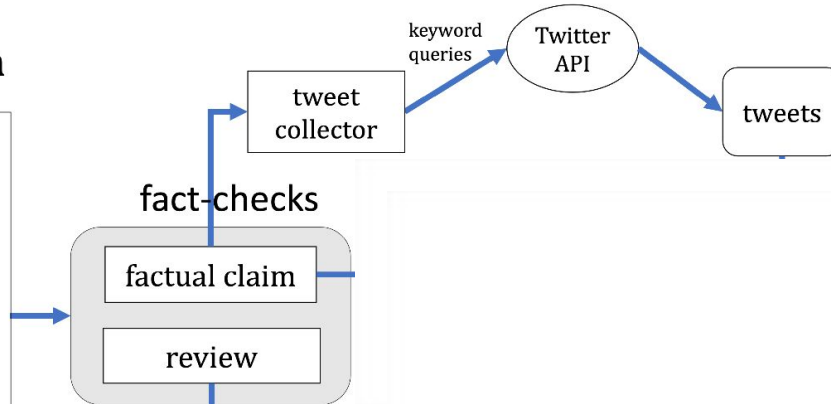 keyword
queries
Twitter
API
tweet
collector
tweets
fact-checks
factual claim
review